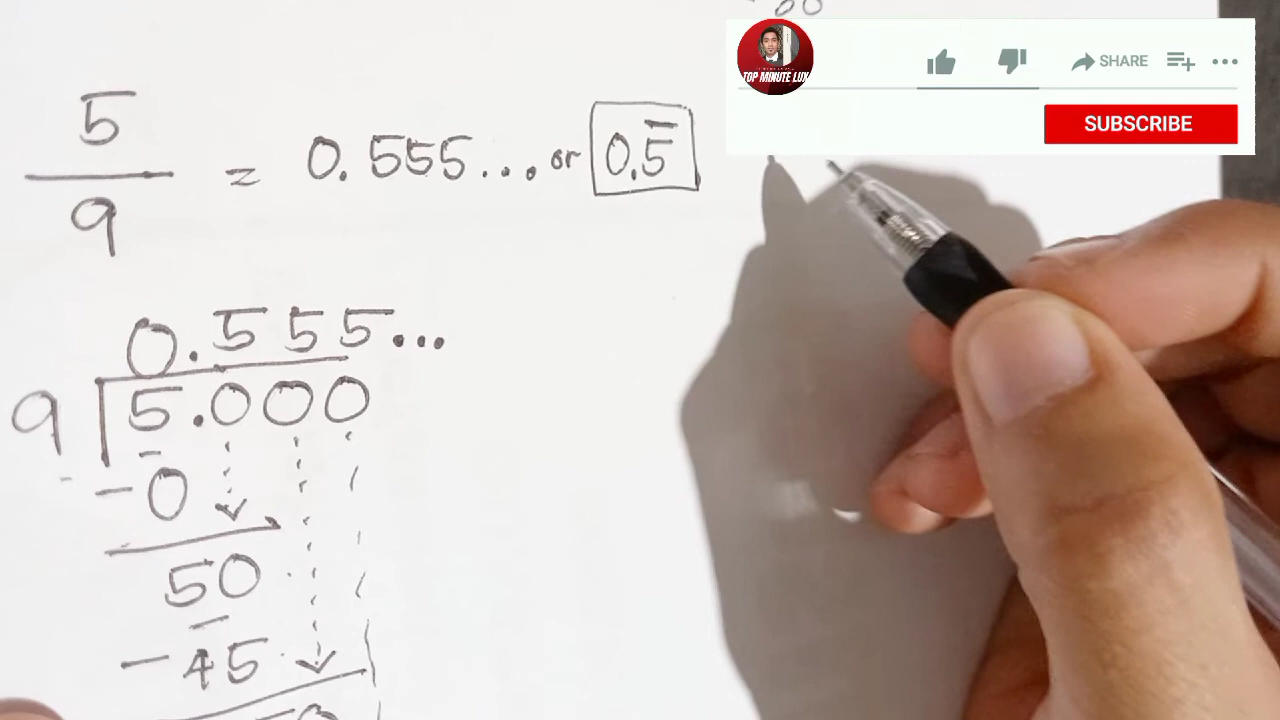 TOP MINUTE LUX
SHARE
SUBSCRIBE
5
9
= 0.555... or 0.5̅
0.555...
9 5.000
-0
50
-45